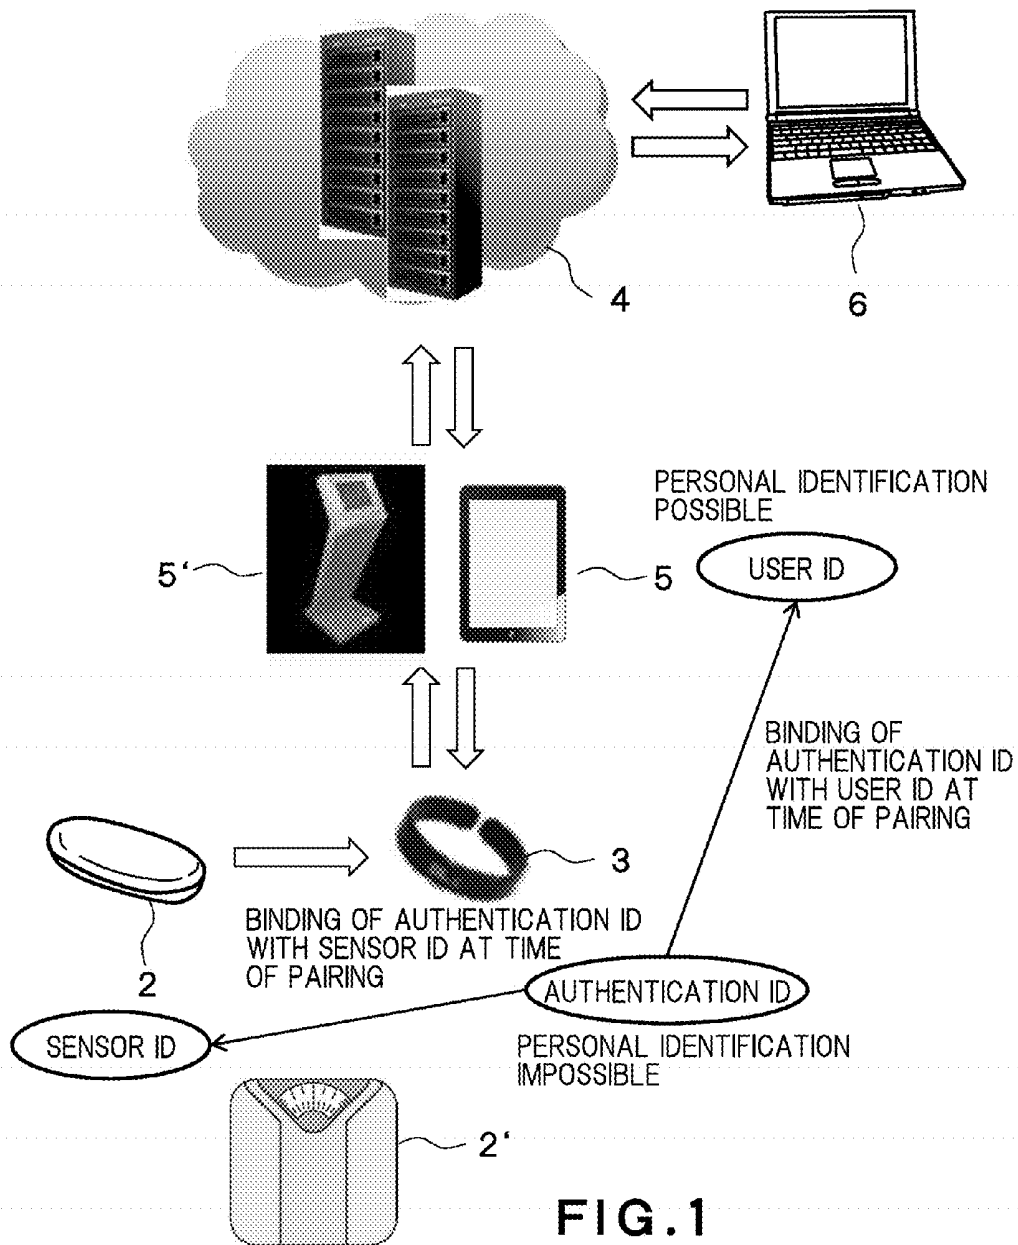 4
6
PERSONAL IDENTIFICATION
POSSIBLE
5'
5
USER ID
BINDING OF
AUTHENTICATION ID
WITH USER ID AT
TIME OF PAIRING
3
BINDING OF AUTHENTICATION ID
WITH SENSOR ID AT TIME
OF PAIRING
2
AUTHENTICATION ID
SENSOR ID
PERSONAL IDENTIFICATION
IMPOSSIBLE
2'
FIG.1